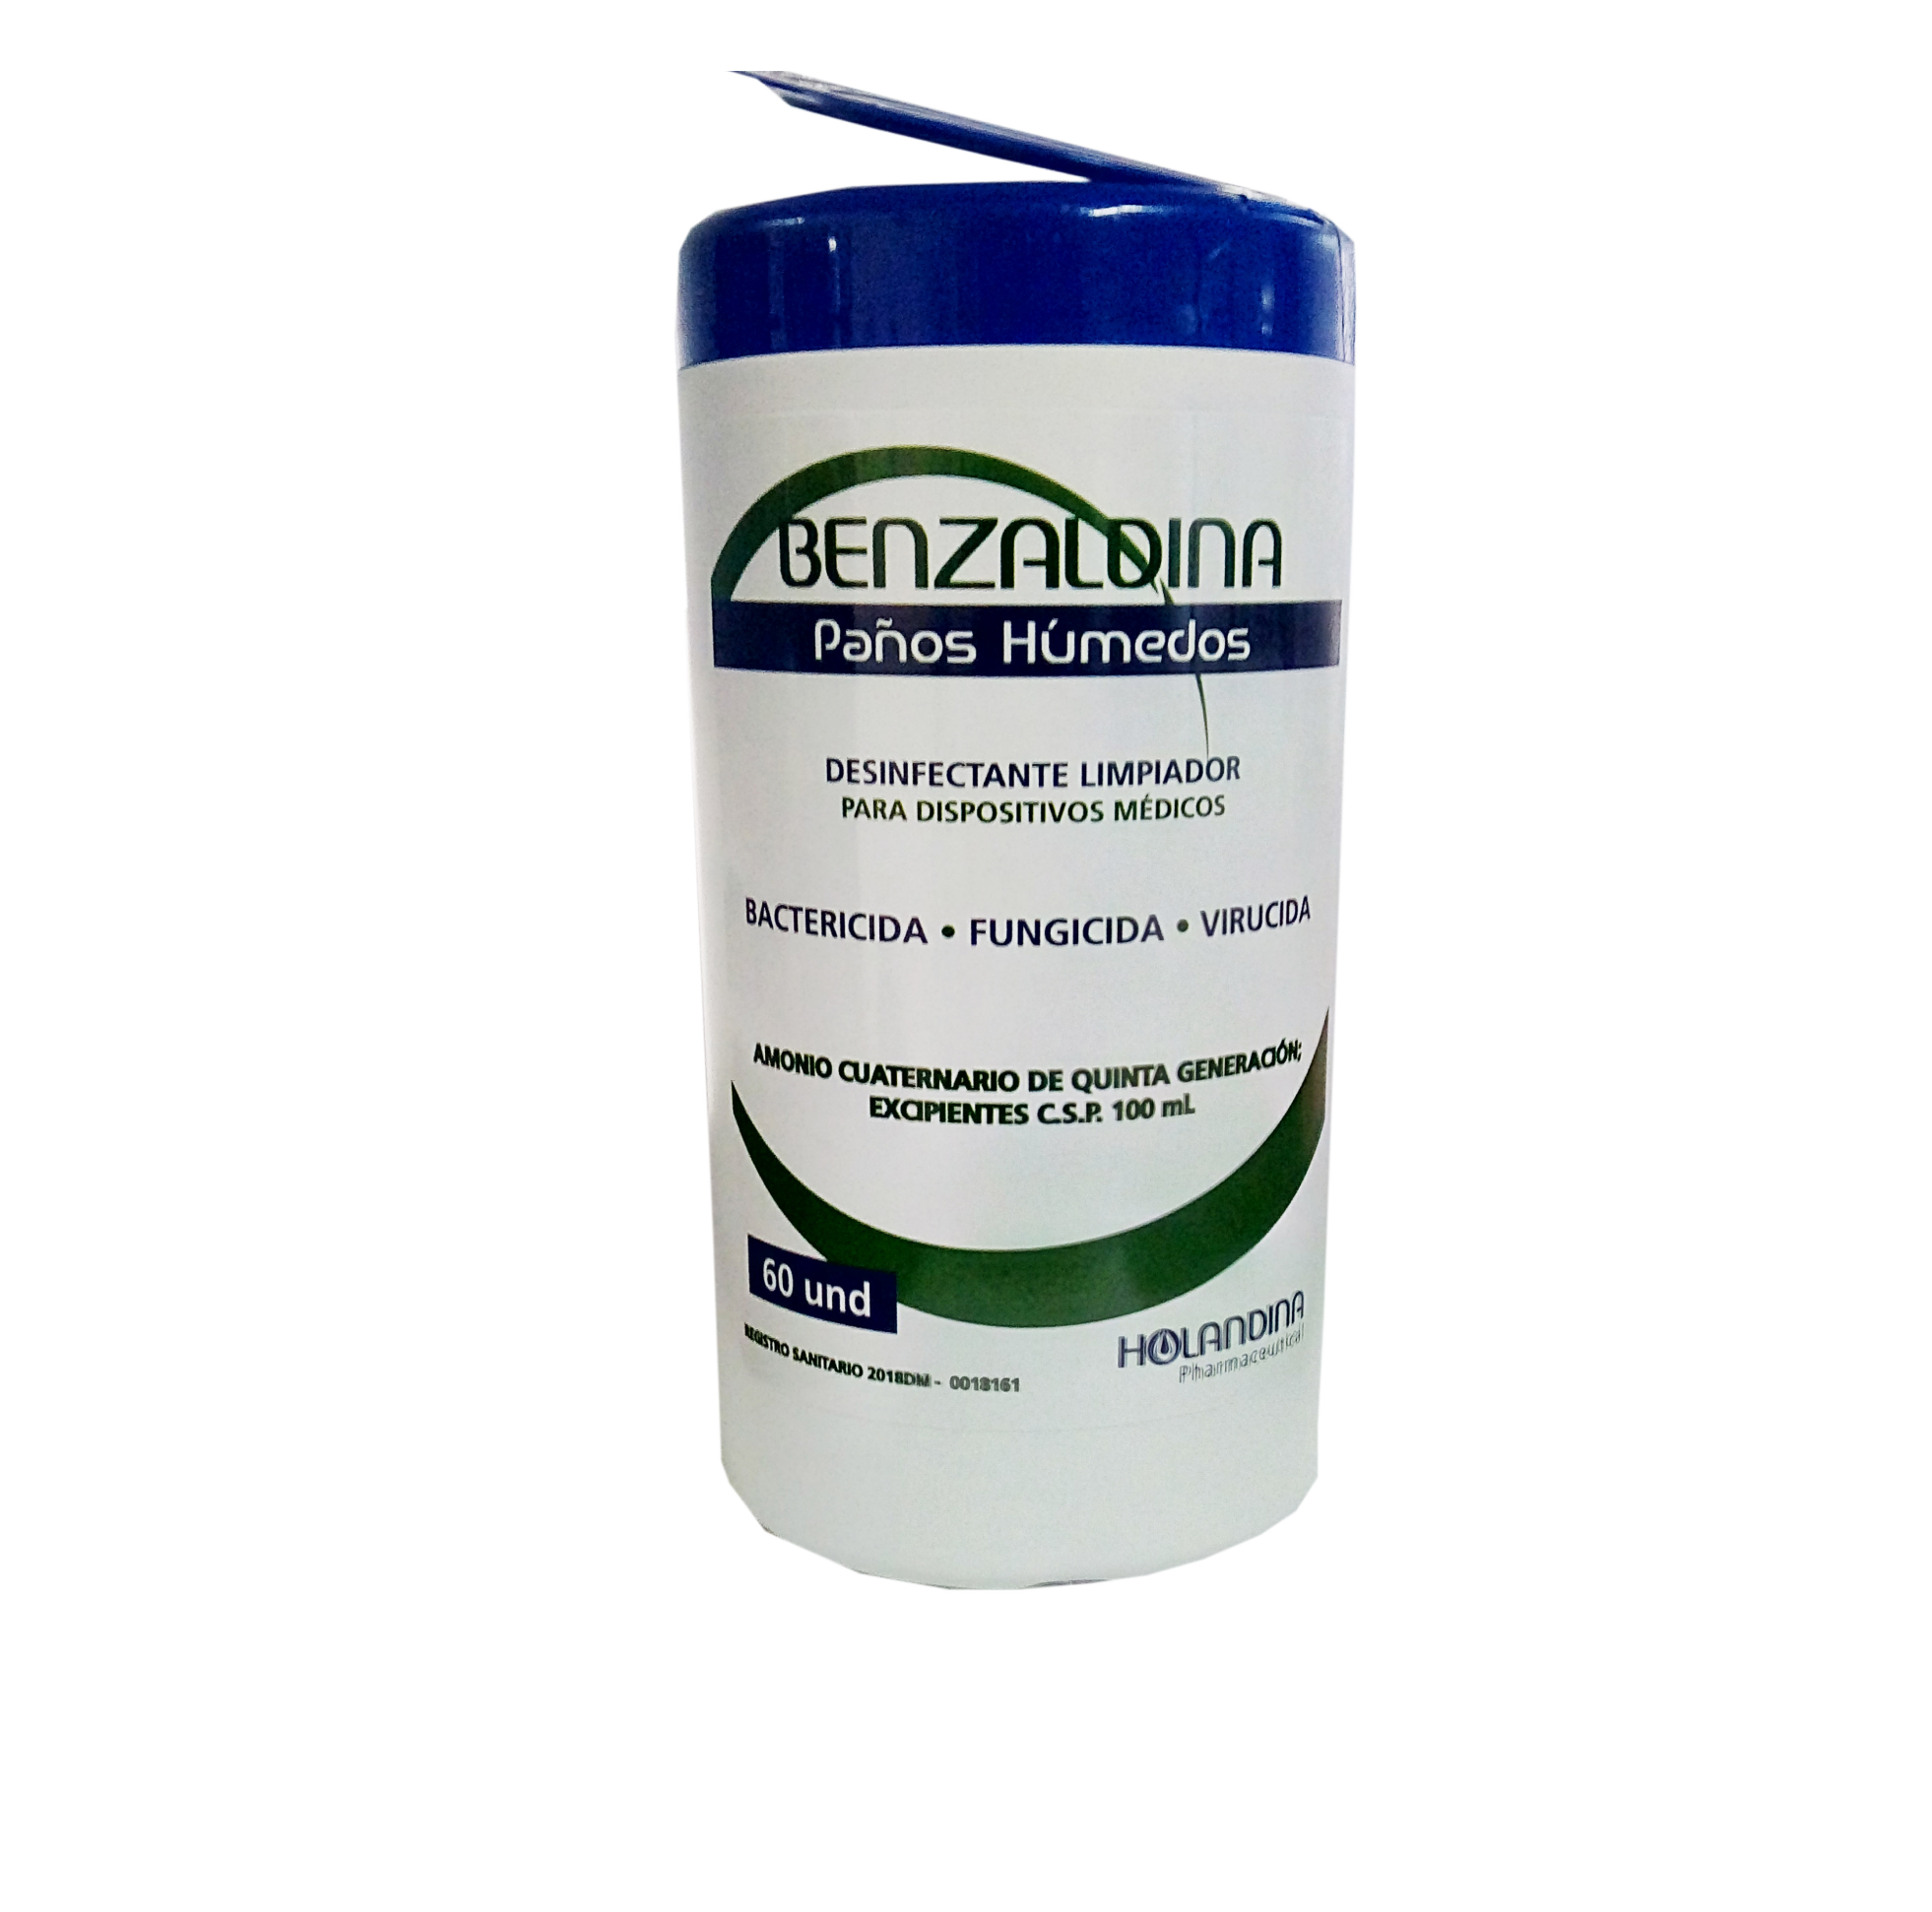 BENZALDINA
Paños Húmedos
DESINFECTANTE LIMPIADOR
PARA DISPOSITIVOS MÉDICOS
BACTERICIDA • FUNGICIDA • VIRUCIDA
AMONIO CUATERNARIO DE QUINTA GENERACIÓN;
EXCIPIENTES C.S.P. 100 mL
60 und
REGISTRO SANITARIO 2018DM - 0018161
HOLANDINA
Pharmaceutical